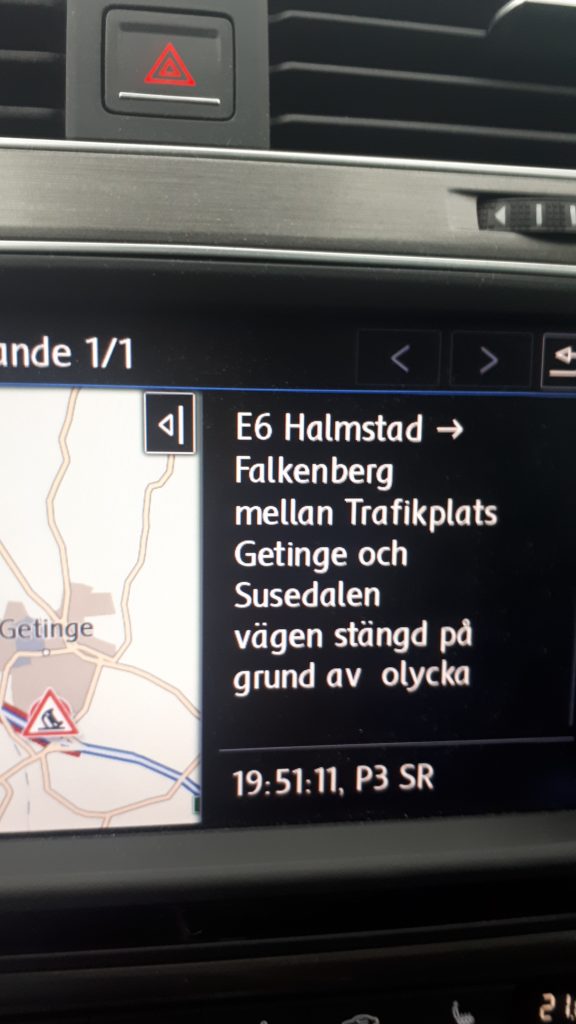 ande 1/1
E6 Halmstad →
Falkenberg
mellan Trafikplats
Getinge och
Susedalen
vägen stängd på
grund av olycka
Getinge
19:51:11, P3 SR